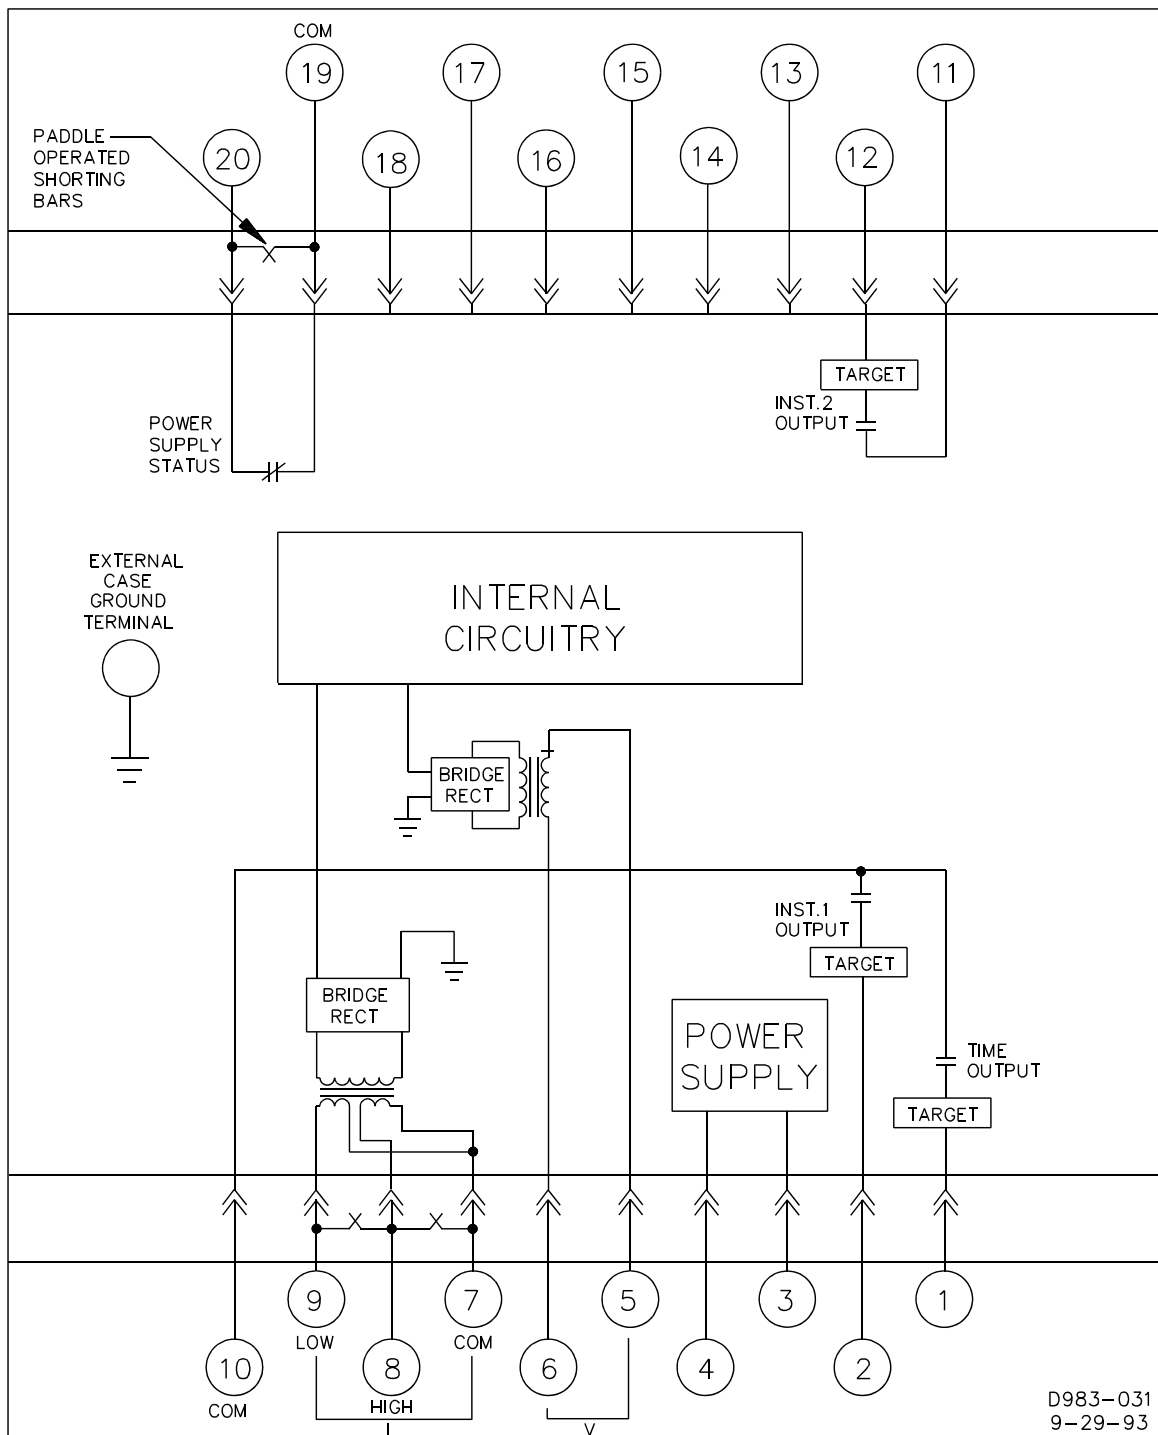 COM
19
17
15
13
11
PADDLE
OPERATED
SHORTING
BARS
20
18
16
14
12
TARGET
INST.2
OUTPUT
POWER
SUPPLY
STATUS
EXTERNAL
CASE
GROUND
TERMINAL
INTERNAL
CIRCUITRY
BRIDGE
RECT
INST.1
OUTPUT
TARGET
BRIDGE
RECT
POWER
SUPPLY
TIME
OUTPUT
TARGET
9
7
5
3
1
LOW
COM
10
8
6
4
2
COM
HIGH
I
V
D983-031
9-29-93